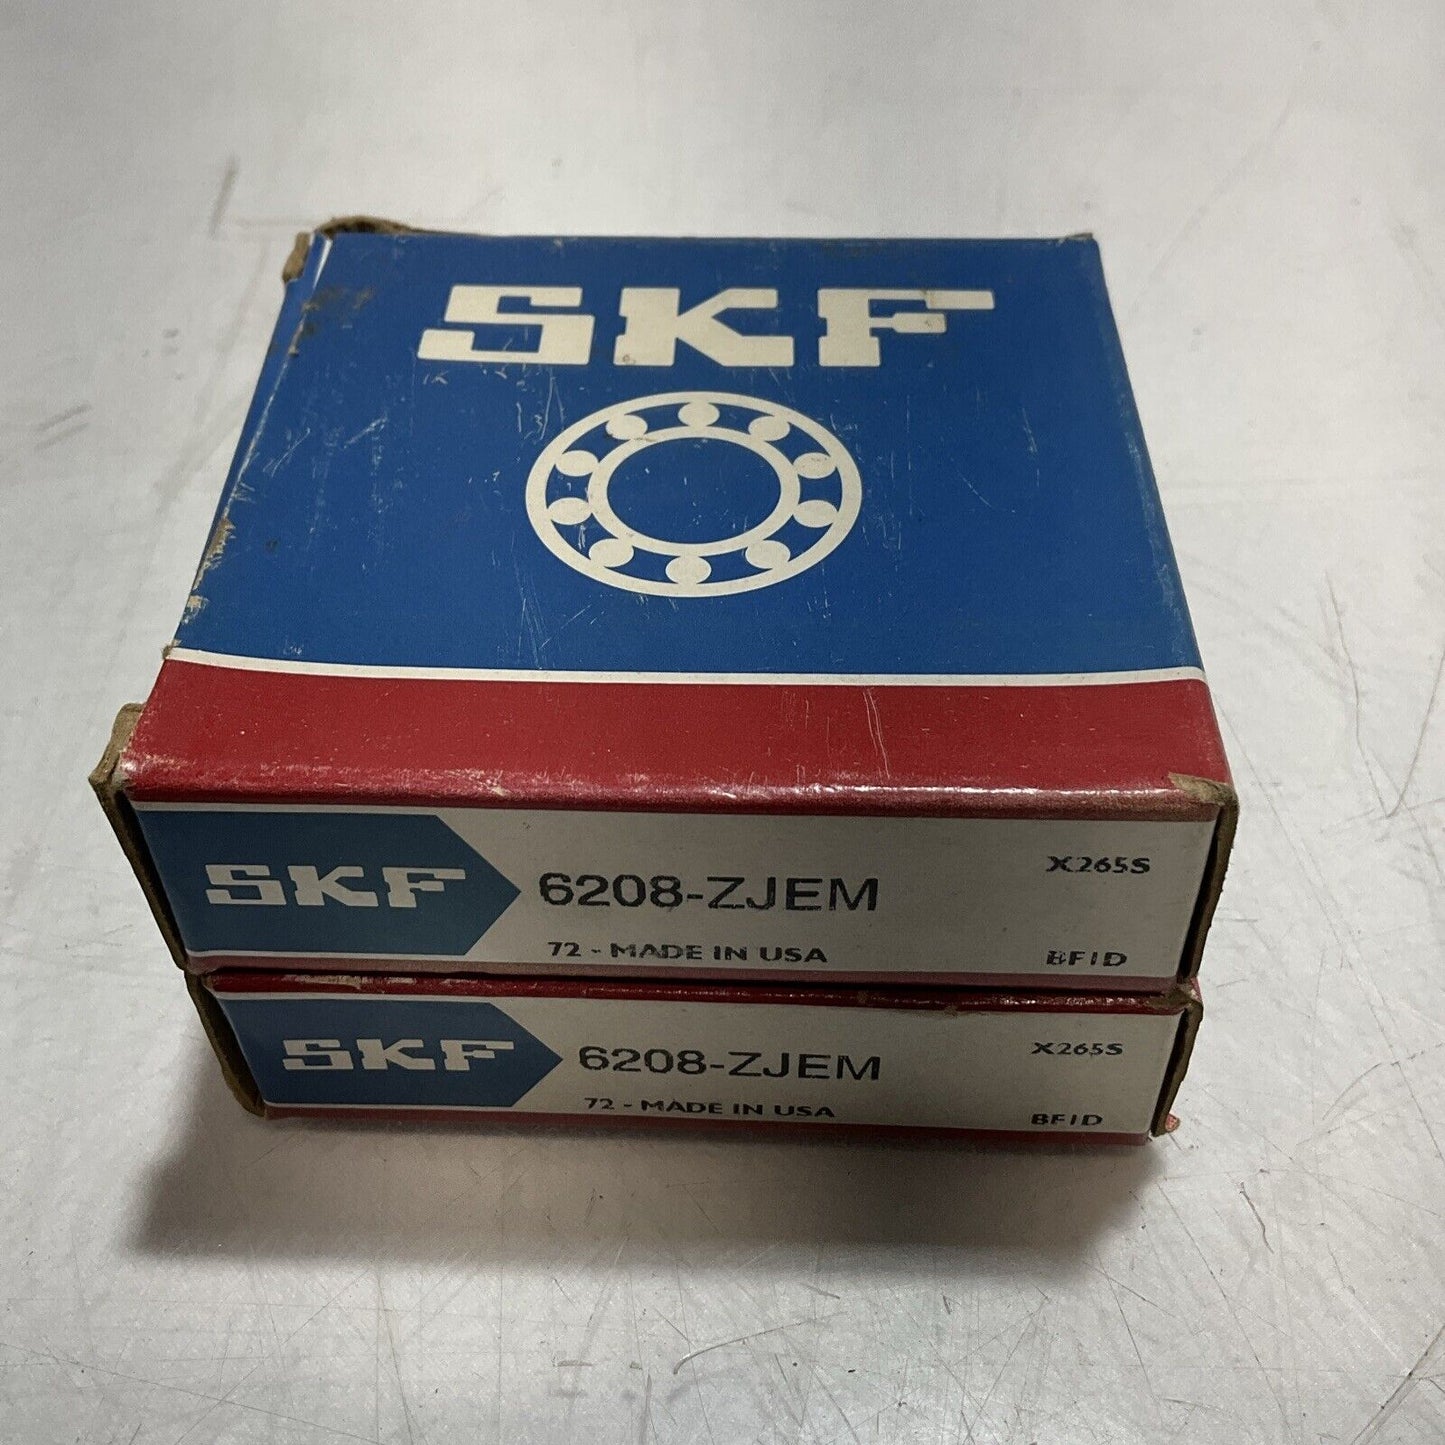 SKF
SKF 6208-ZJEM X265S
72 - MADE IN USA BFID
SKF 6208-ZJEM X265S
72 - MADE IN USA BFID